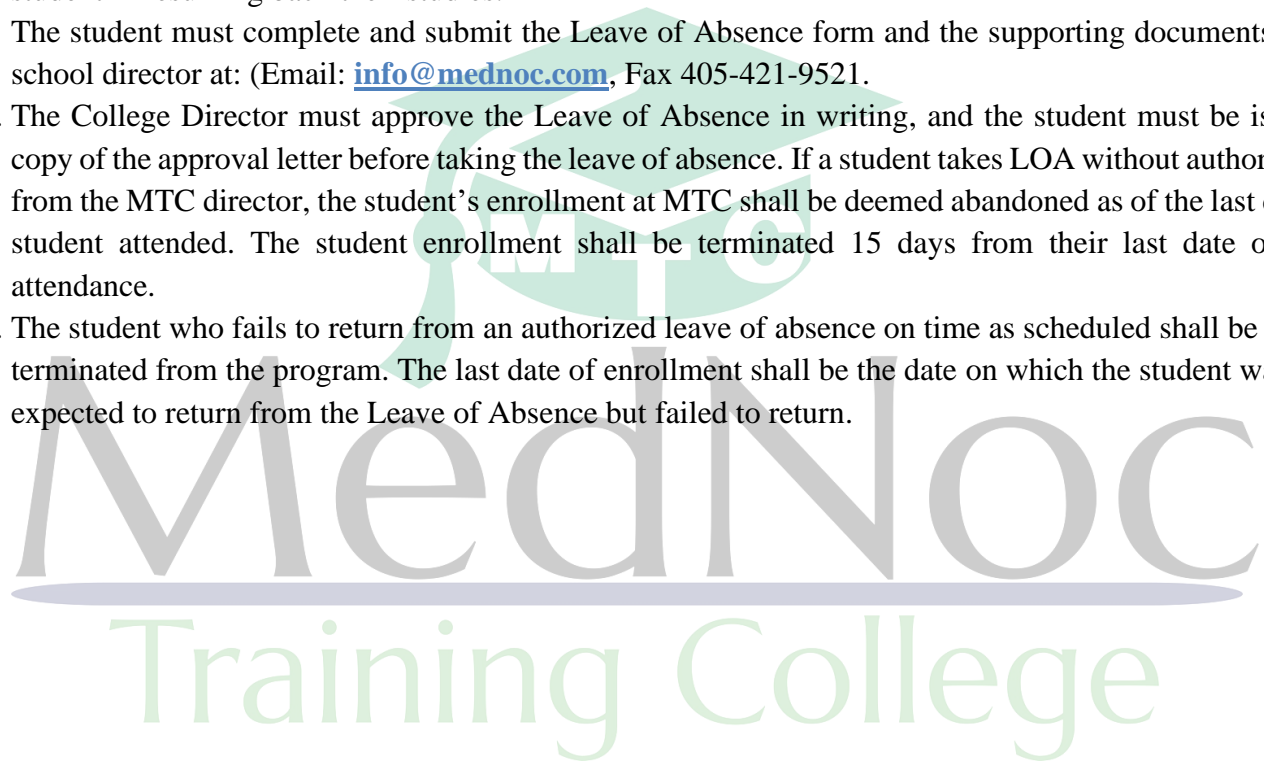 The student must complete and submit the Leave of Absence form and the supporting documents
school director at: (Email: info@mednoc.com, Fax 405-421-9521.
The College Director must approve the Leave of Absence in writing, and the student must be is
copy of the approval letter before taking the leave of absence. If a student takes LOA without author
from the MTC director, the student’s enrollment at MTC shall be deemed abandoned as of the last
student attended. The student enrollment shall be terminated 15 days from their last date o
attendance.
The student who fails to return from an authorized leave of absence on time as scheduled shall be
terminated from the program. The last date of enrollment shall be the date on which the student wa
expected to return from the Leave of Absence but failed to return.
MTC
MedNoc
Training College